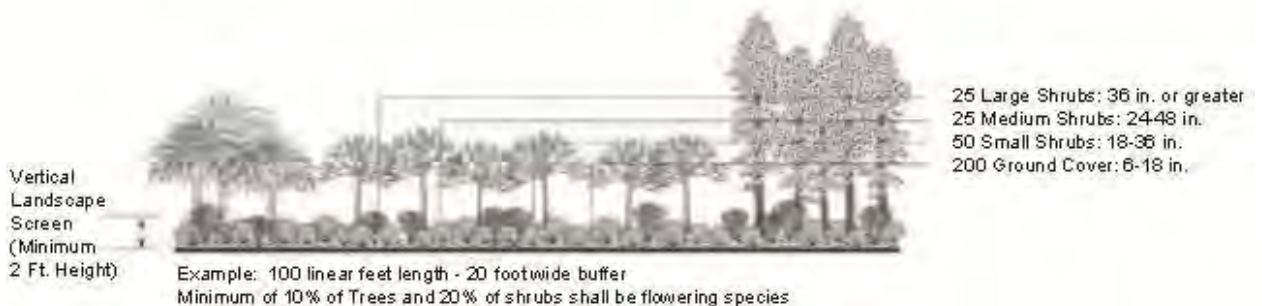 25 Large Shrubs: 36 in. or greater
25 Medium Shrubs: 24-48 in.
50 Small Shrubs: 18-36 in.
200 Ground Cover: 6-18 in.
Vertical
Landscape
Screen
(Minimum
2 Ft. Height)
Example: 100 linear feet length - 20 foot wide buffer
Minimum of 10% of Trees and 20% of shrubs shall be flowering species